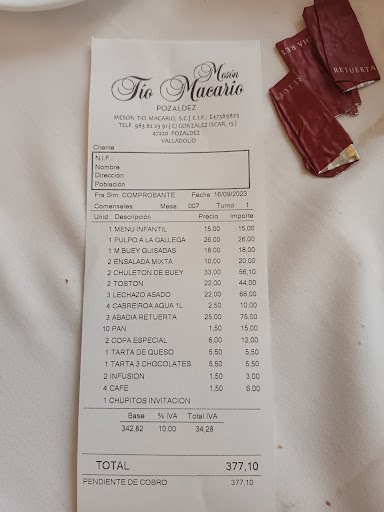 Mesón
Tío Macario
POZALDEZ
MESON TIO MACARIO, S.C.| C.I.F.: E47589815
TELF. 983.82.23.91 | C/GONZALEZ ISCAR, 15 |
47220 POZALDEZ
VALLADOLID
Cliente
N.I.F.:
Nombre:
Dirección:
Población
Fra Sim: COMPROBANTE Fecha 16/09/2023
Comensales: Mesa: 007 Turno: 1
Unid. Descripción Precio Importe
1 MENU INFANTIL 15,00 15,00
1 PULPO A LA GALLEGA 26,00 26,00
1 M.BUEY GUISADAS 18,00 18,00
2 ENSALADA MIXTA 10,00 20,00
2 CHULETON DE BUEY 33,00 56,10
2 TOSTON 22,00 44,00
3 LECHAZO ASADO 22,00 66,00
4 CABREIROA AGUA 1L 2,50 10,00
3 ABADIA RETUERTA 25,00 75,00
10 PAN 1,50 15,00
2 COPA ESPECIAL 6,00 12,00
1 TARTA DE QUESO 5,50 5,50
1 TARTA 3 CHOCOLATES 5,50 5,50
2 INFUSION 1,50 3,00
4 CAFE 1,50 6,00
1 CHUPITOS INVITACION
Base % IVA Total IVA
342,82 10,00 34,28
TOTAL 377,10
PENDIENTE DE COBRO 377,10
RETUERTA